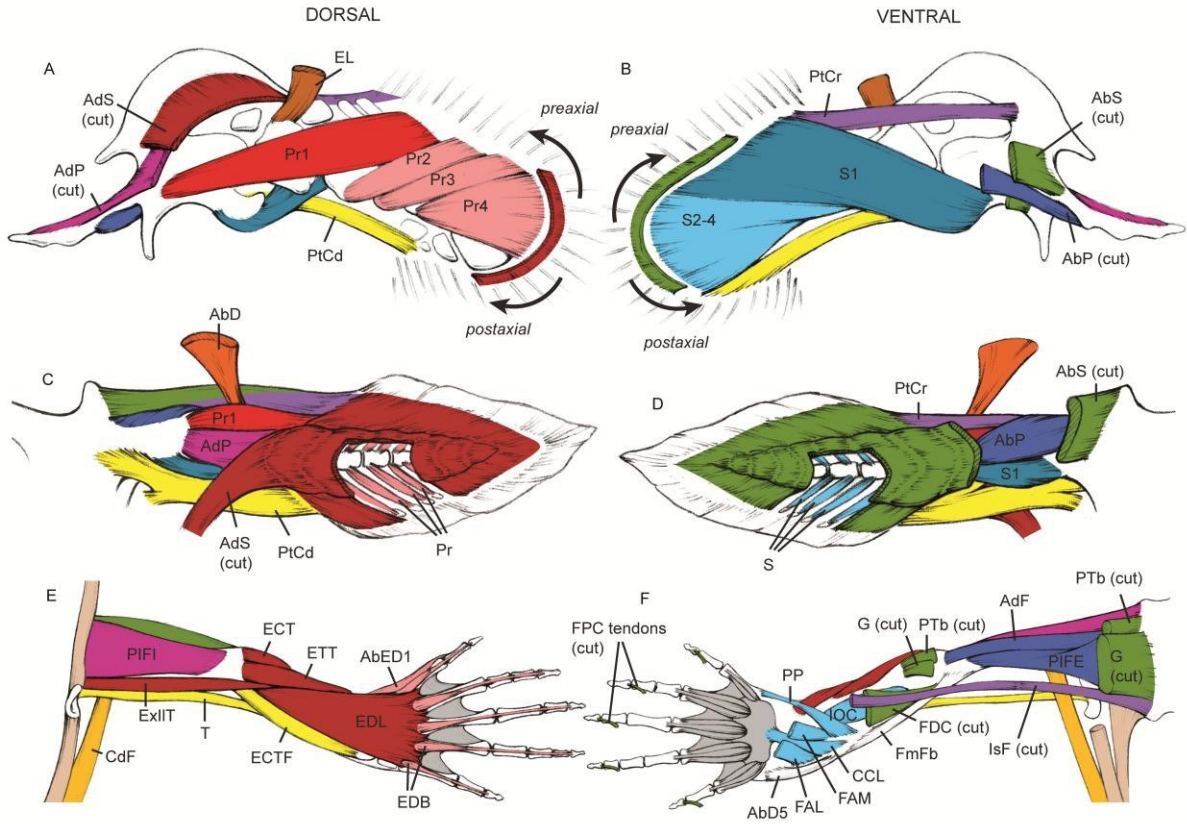 DORSAL
VENTRAL
A
EL
AdS
(cut)
AdP
(cut)
Pr1
Pr2
Pr3
Pr4
PtCd
preaxial
postaxial
B
PtCr
AbS
(cut)
preaxial
S1
S2-4
AbP (cut)
postaxial
C
AbD
Pr1
AdP
AdS
(cut)
PtCd
Pr
D
PtCr
AbS (cut)
AbP
S1
S
E
PIFI
ECT
ETT
AbED1
ExIIT
T
EDL
CdF
ECTF
EDB
F
FPC tendons
(cut)
PP
G (cut)
PTb (cut)
AdF
PTb (cut)
PIFE
G
(cut)
IOC
FDC (cut)
IsF (cut)
FmFb
CCL
FAM
FAL
AbD5